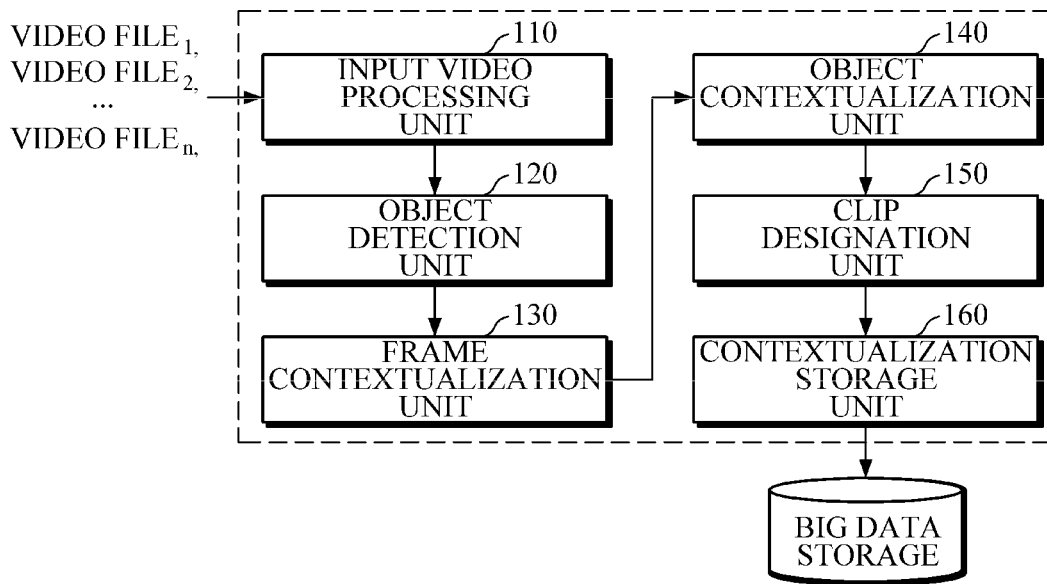 VIDEO FILE1,
VIDEO FILE2,
...
VIDEO FILEn,
110
INPUT VIDEO
PROCESSING
UNIT
120
OBJECT
DETECTION
UNIT
130
FRAME
CONTEXTUALIZATION
UNIT
140
OBJECT
CONTEXTUALIZATION
UNIT
150
CLIP
DESIGNATION
UNIT
160
CONTEXTUALIZATION
STORAGE
UNIT
BIG DATA
STORAGE